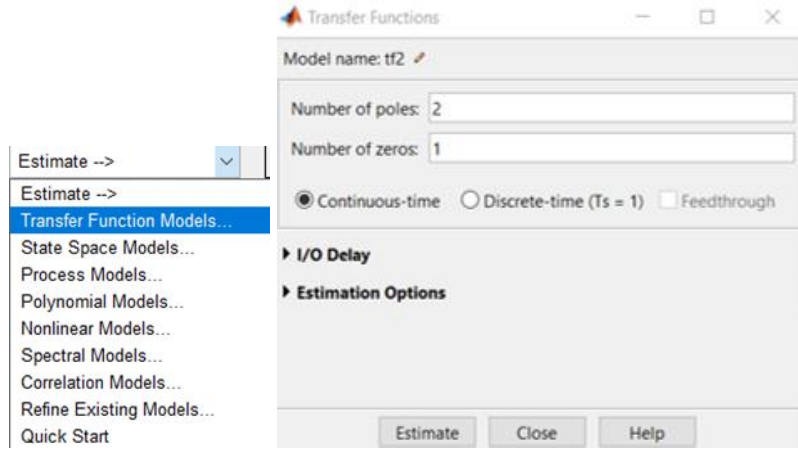 Estimate -->
Estimate -->
Transfer Function Models...
State Space Models...
Process Models...
Polynomial Models...
Nonlinear Models...
Spectral Models...
Correlation Models...
Refine Existing Models...
Quick Start
Transfer Functions
Model name: tf2
Number of poles: 2
Number of zeros: 1
Continuous-time Discrete-time (Ts = 1) Feedthrough
I/O Delay
Estimation Options
Estimate Close Help